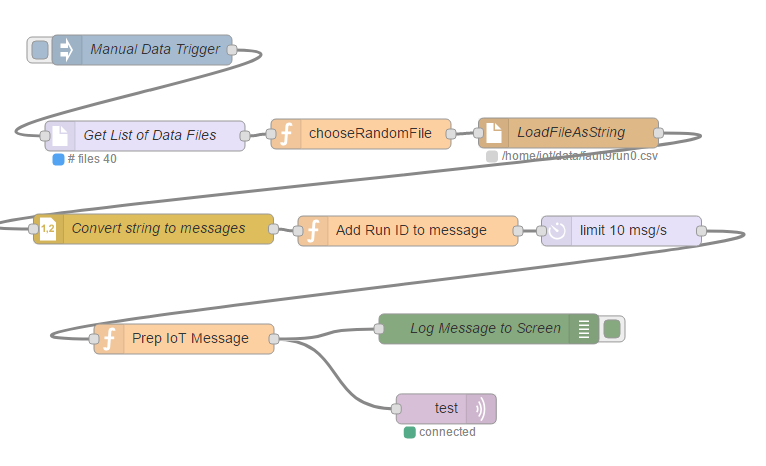 Manual Data Trigger
Get List of Data Files
# files 40
chooseRandomFile
LoadFileAsString
/home/iot/data/fault9run0.csv
1,2
Convert string to messages
Add Run ID to message
limit 10 msg/s
Prep IoT Message
Log Message to Screen
test
connected